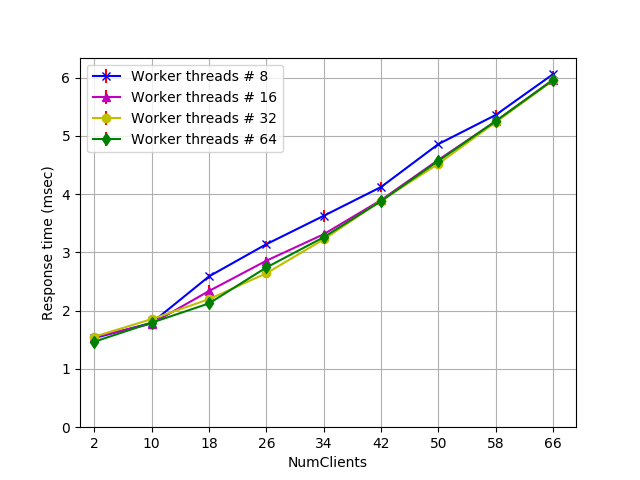 Worker threads # 8
Worker threads # 16
Worker threads # 32
Worker threads # 64
Response time (msec)
6
5
4
3
2
1
0
2 10 18 26 34 42 50 58 66
NumClients